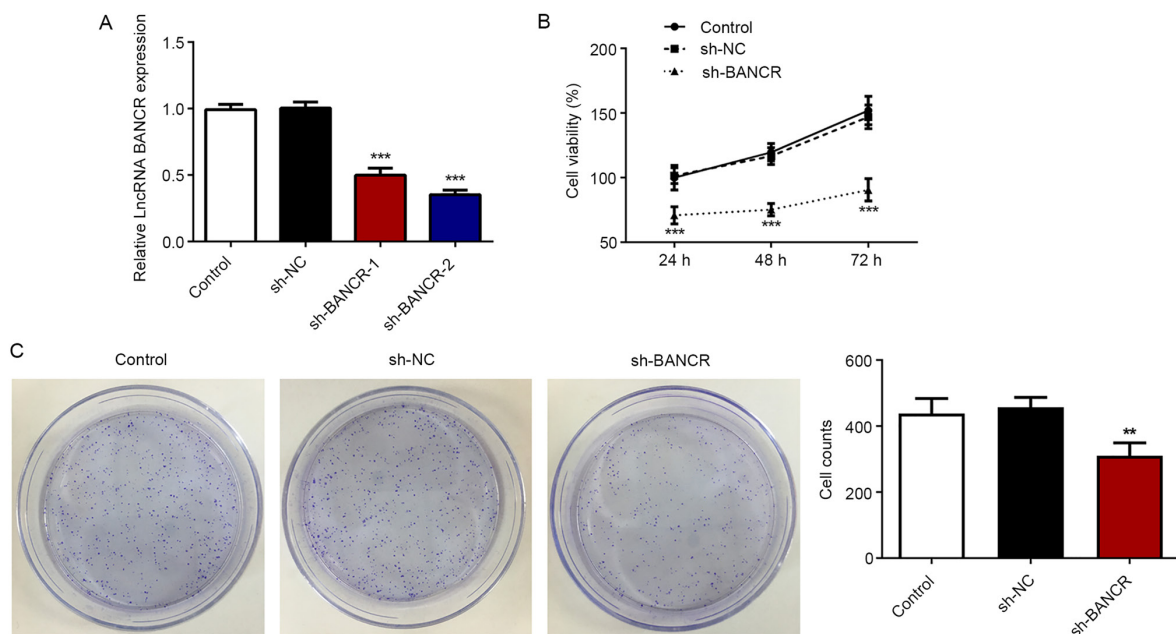 A
Relative LncRNA BANCR expression
1.5
1.0
0.5
0.0
***
***
Control
sh-NC
sh-BANCR-1
sh-BANCR-2
B
Control
sh-NC
sh-BANCR
Cell viability (%)
200
150
100
50
***
***
***
24 h
48 h
72 h
C
Control
sh-NC
sh-BANCR
Cell counts
600
400
200
0
**
Control
sh-NC
sh-BANCR